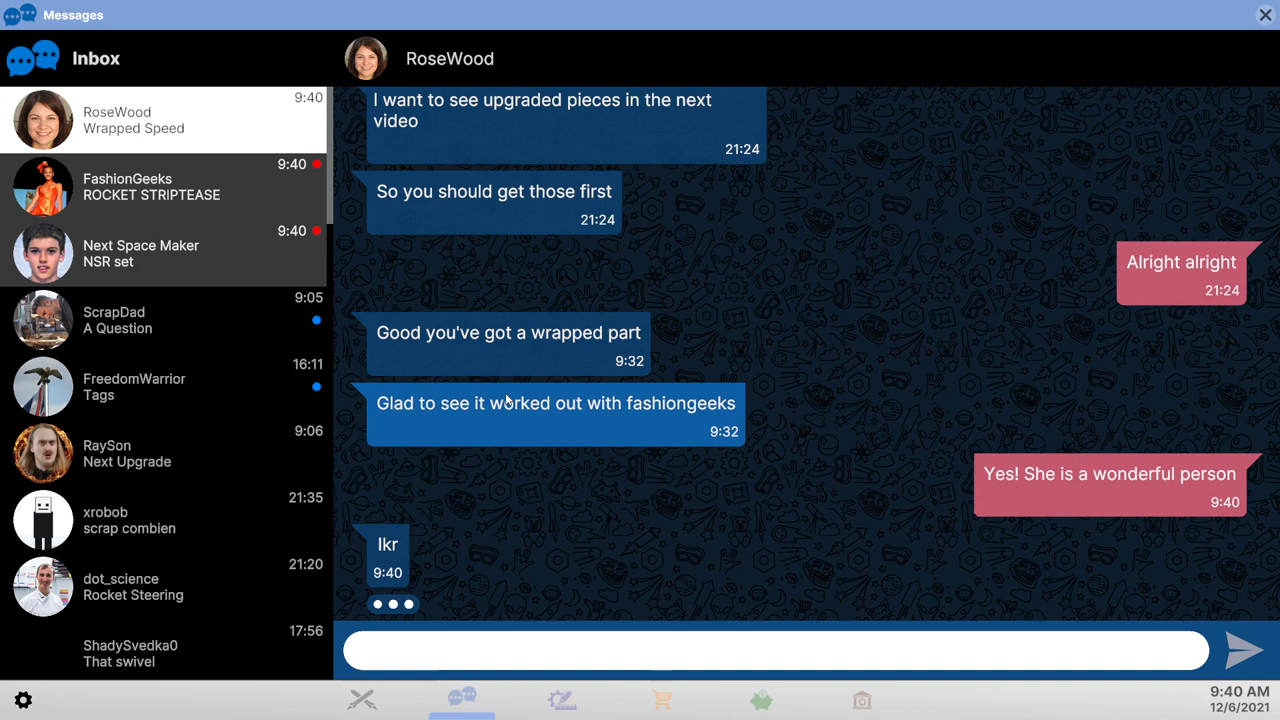 Messages
Inbox
RoseWood
9:40
RoseWood
Wrapped Speed
9:40
FashionGeeks
ROCKET STRIPTEASE
9:40
Next Space Maker
NSR set
9:05
ScrapDad
A Question
16:11
FreedomWarrior
Tags
9:06
RaySon
Next Upgrade
21:35
xrobob
scrap combien
21:20
dot_science
Rocket Steering
17:56
ShadySvedka0
That swivel
I want to see upgraded pieces in the next
video
21:24
So you should get those first
21:24
Alright alright
21:24
Good you've got a wrapped part
9:32
Glad to see it worked out with fashiongeeks
9:32
Yes! She is a wonderful person
9:40
Ikr
9:40
9:40 AM
12/6/2021